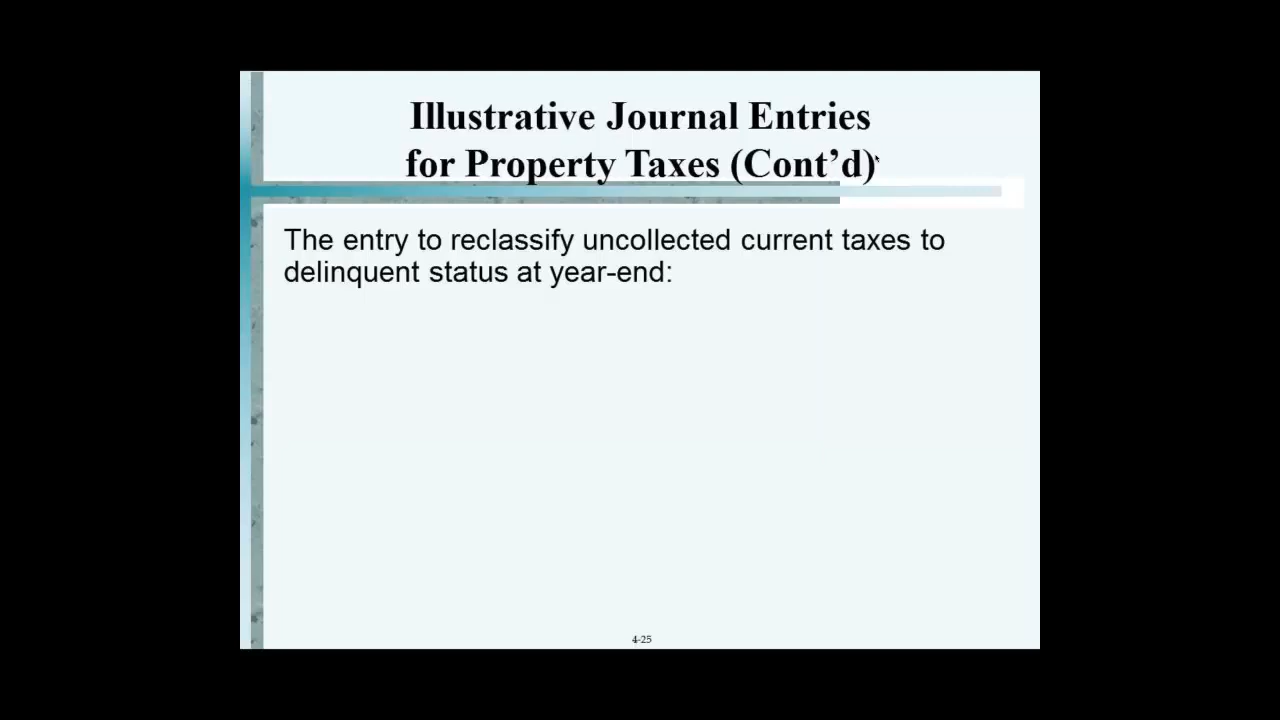 Illustrative Journal Entries
for Property Taxes (Cont’d)
The entry to reclassify uncollected current taxes to
delinquent status at year-end:
4-25